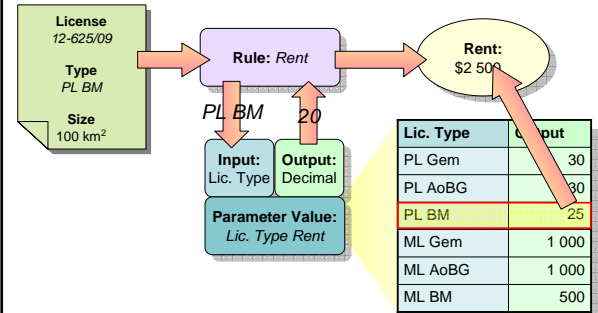 License
12-625/09
Type
PL BM
Size
100 km²
Rule: Rent
Rent:
$2 500
PL BM
20
Input:
Lic. Type
Output:
Decimal
Parameter Value:
Lic. Type Rent
Lic. Type
PL Gem 30
PL AoBG 30
PL BM 25
ML Gem 1 000
ML AoBG 1 000
ML BM 500